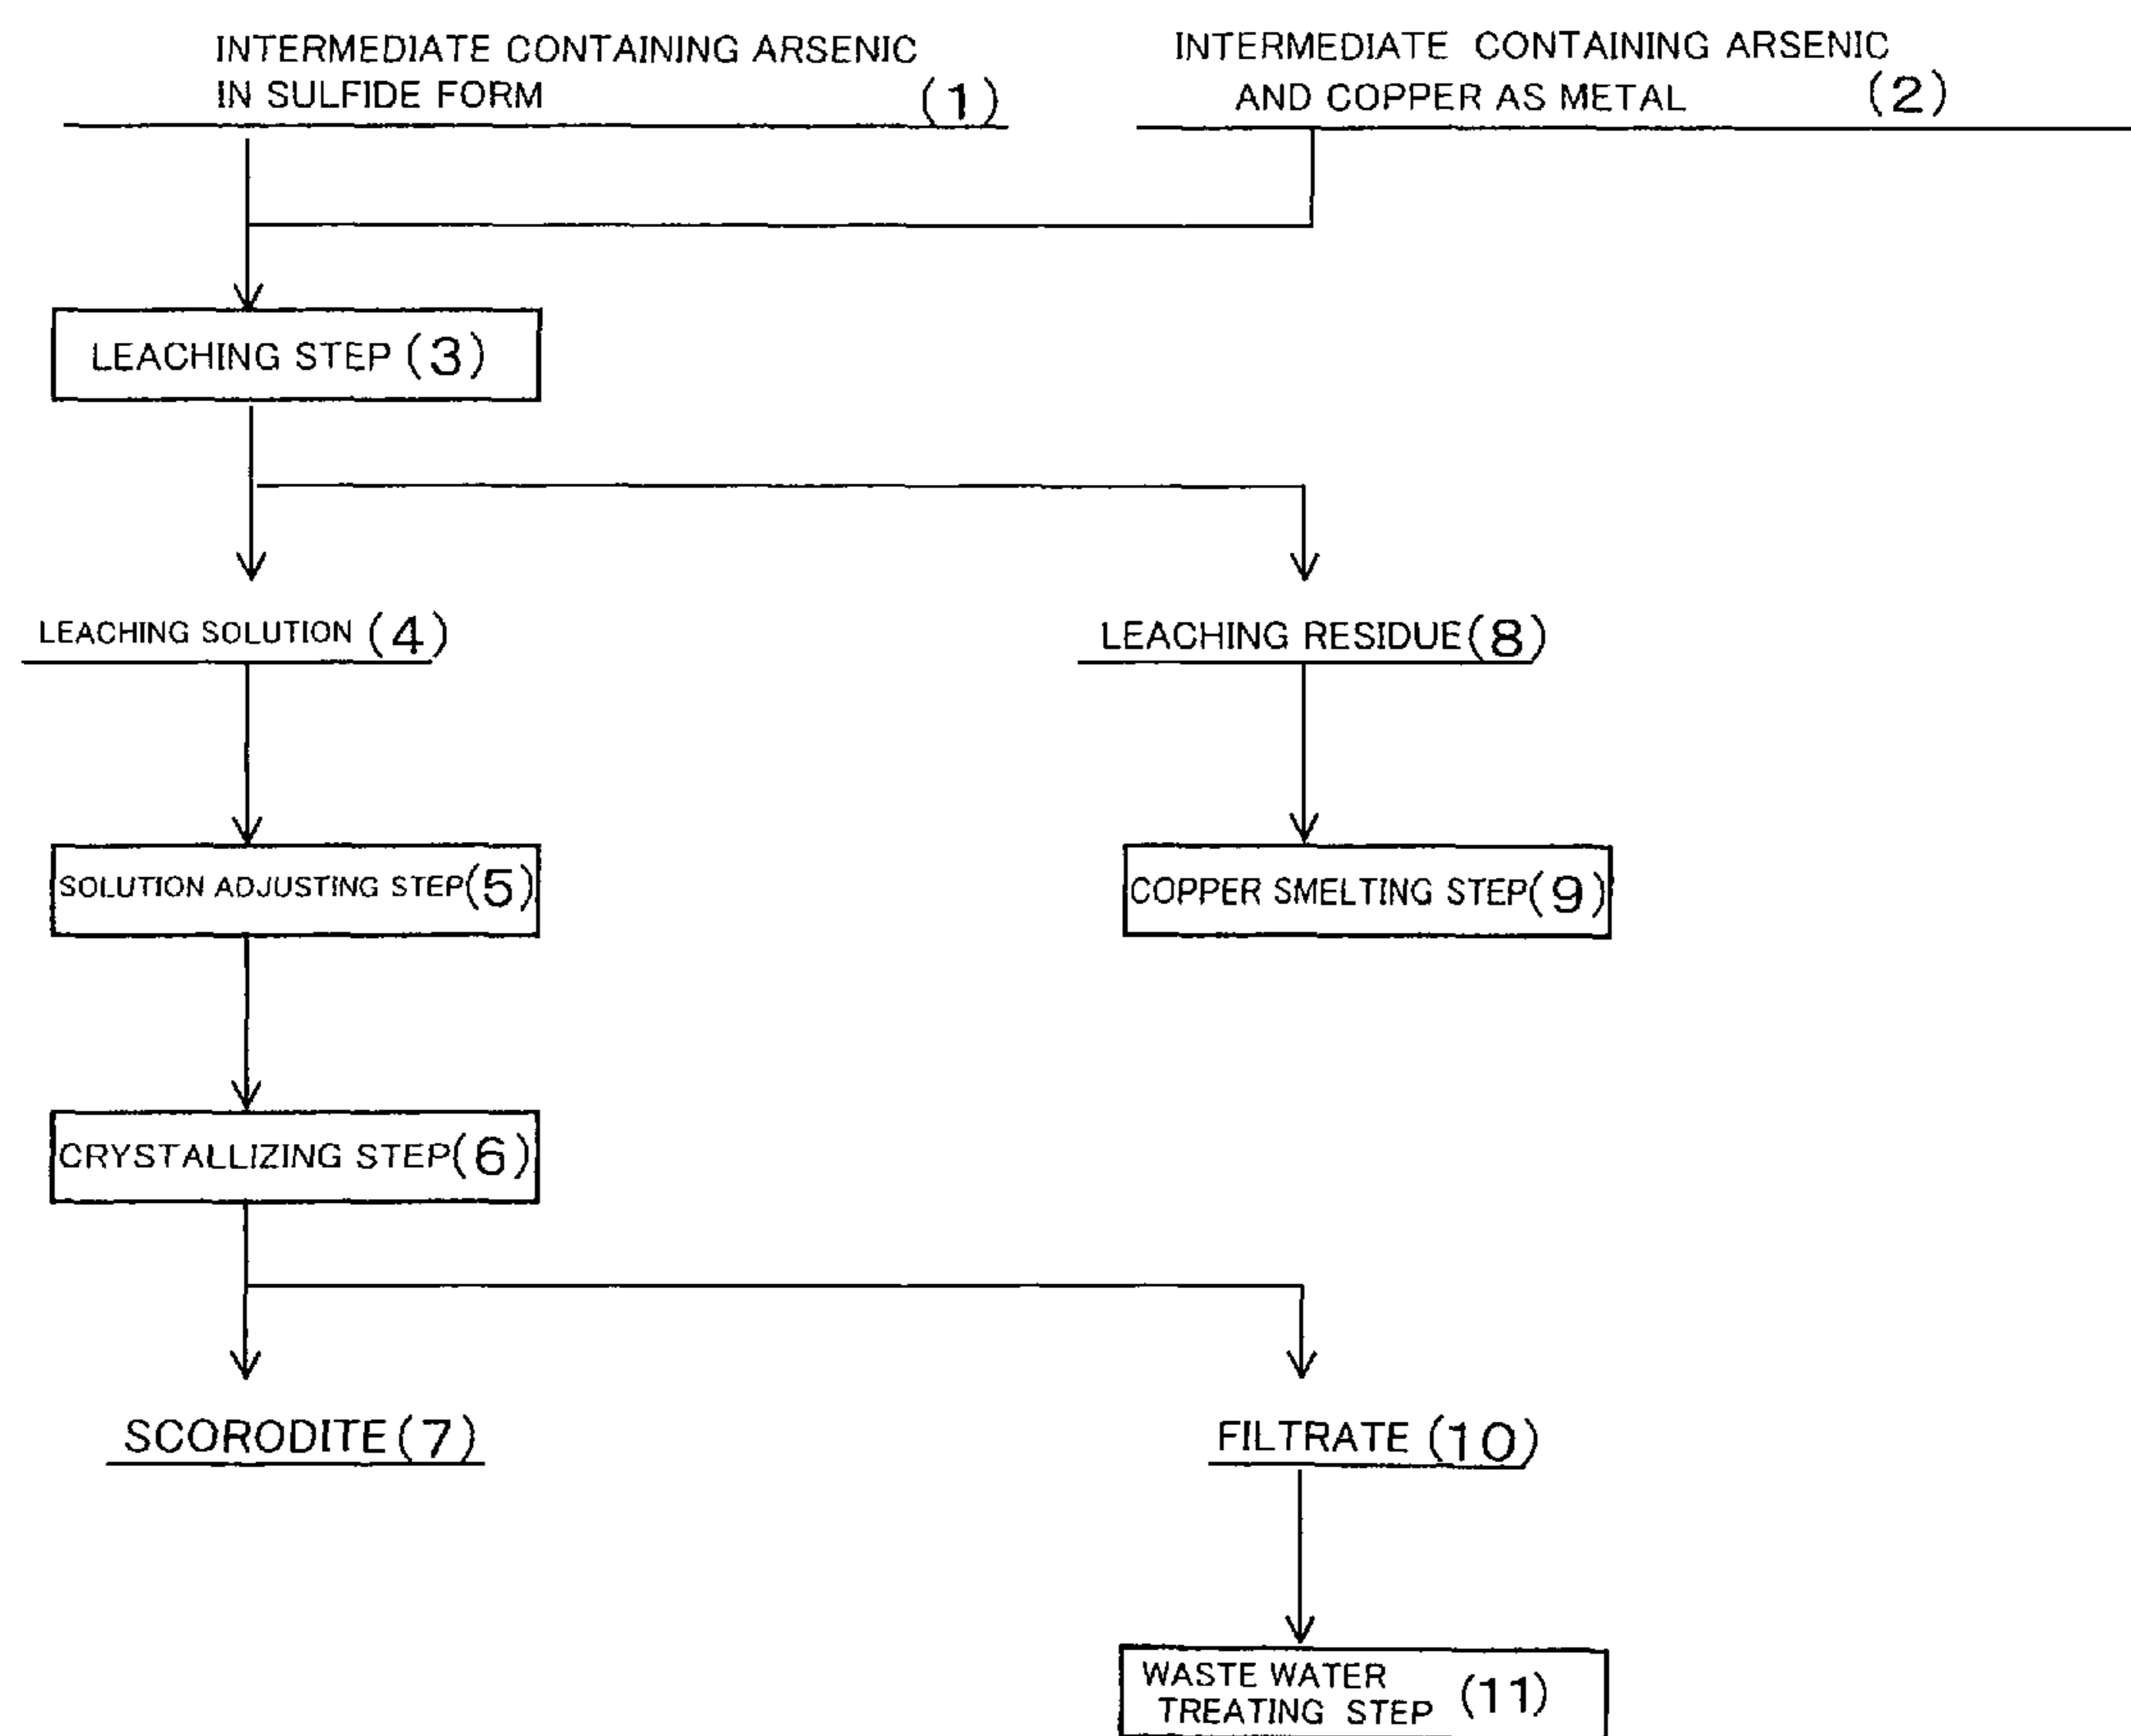 INTERMEDIATE CONTAINING ARSENIC
IN SULFIDE FORM (1)
INTERMEDIATE CONTAINING ARSENIC
AND COPPER AS METAL (2)
LEACHING STEP (3)
LEACHING SOLUTION (4)
LEACHING RESIDUE (8)
SOLUTION ADJUSTING STEP (5)
COPPER SMELTING STEP (9)
CRYSTALLIZING STEP (6)
SCORODITE (7)
FILTRATE (10)
WASTE WATER
TREATING STEP (11)